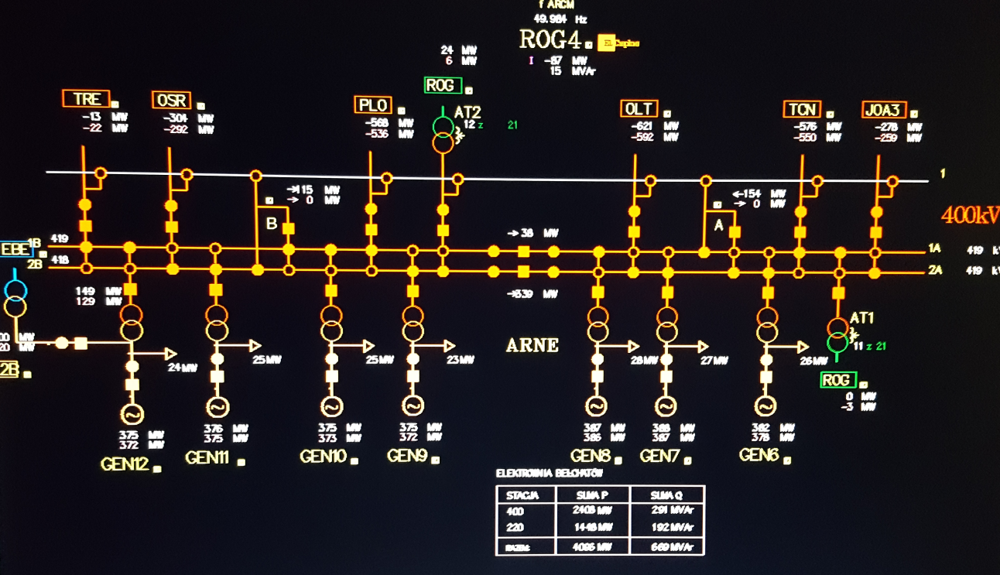 f ARCM
49.984 Hz
ROG4
I -87 MW
15 MVAr
24 MW
6 MW
ROG
AT2
12 z 21
TRE
-13 MW
-22 MW
OSR
-304 MW
-292 MW
PLO
-568 MW
-536 MW
OLT
-621 MW
-592 MW
TCN
-576 MW
-550 MW
JOA3
-278 MW
-259 MW
1
400kV
B
MW
→ 0 MW
←154 MW
→ 0 MW
A
EBE
1B 419
2B 418
→ 38 MW
MW
1A 419
2A 419
149 MW
129 MW
MW
20 MW
2B
24 MW
25 MW
25 MW
23 MW
ARNE
28 MW
27 MW
26 MW
AT1
11 z 21
ROG
0 MW
-3 MW
375 MW
372 MW
GEN12
376 MW
375 MW
GEN11
375 MW
373 MW
GEN10
375 MW
372 MW
GEN9
387 MW
386 MW
GEN8
388 MW
387 MW
GEN7
382 MW
378 MW
GEN6
ELEKTROWNIA BEŁCHATÓW
STACJA SUMA P SUMA Q
400 2408 MW 291 MVAr
220 1448 MW 192 MVAr
RAZEM: 4095 MW 669 MVAr